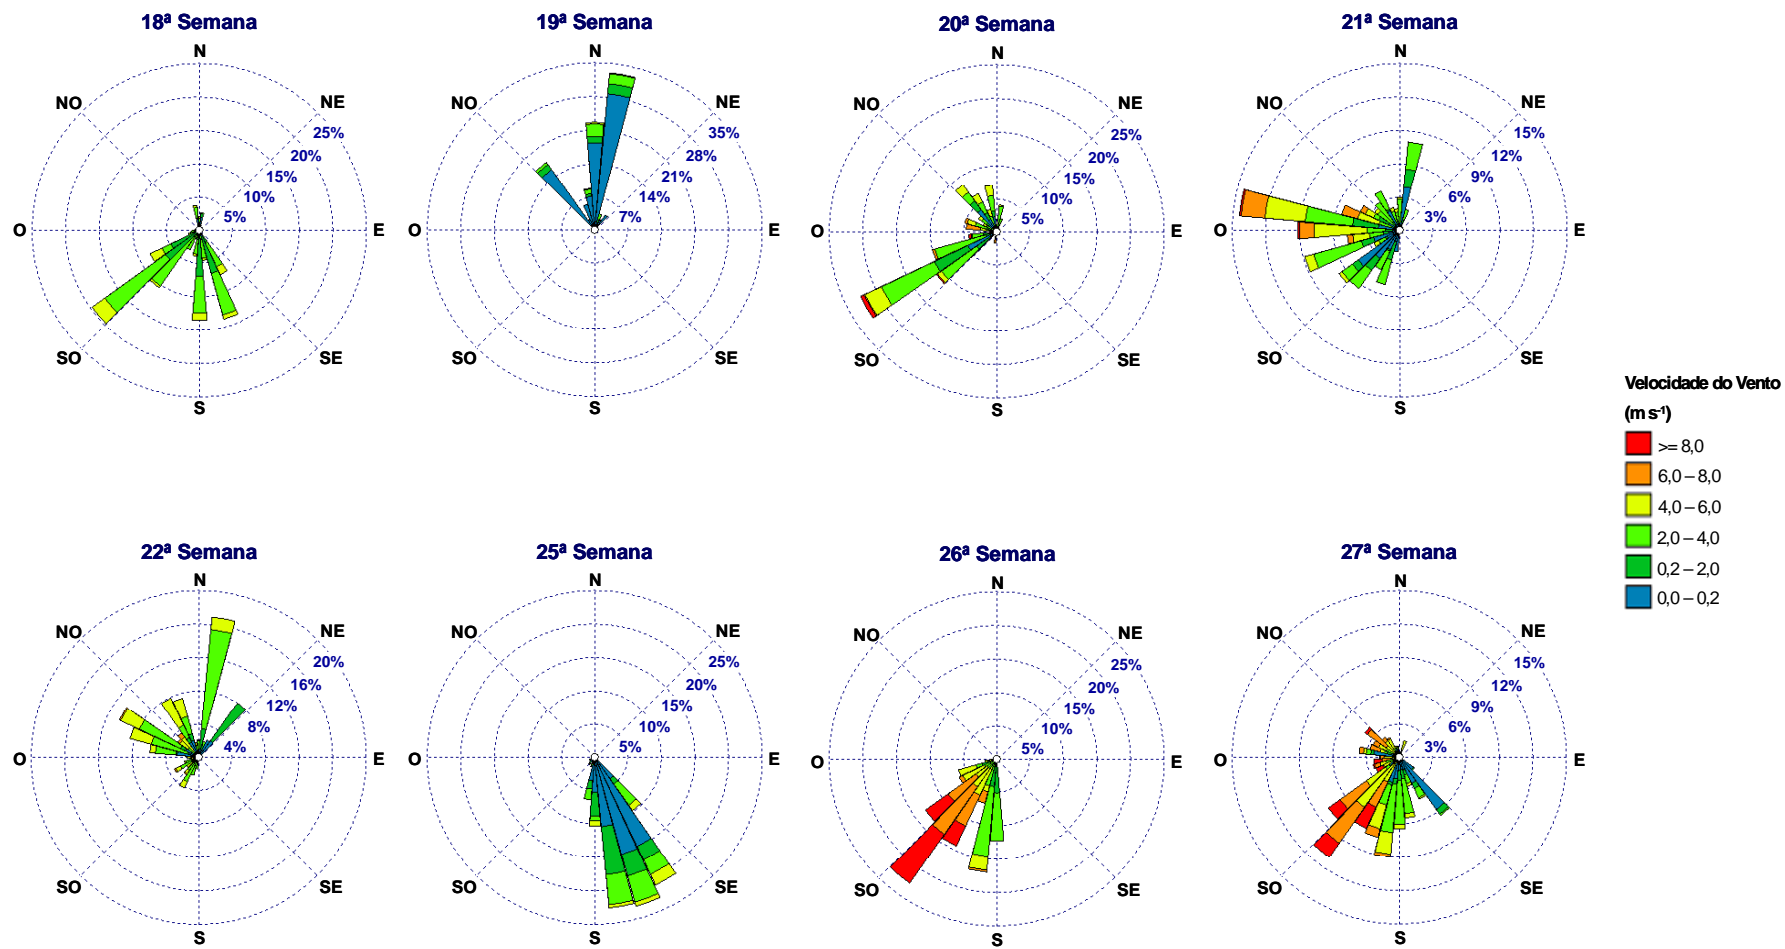 18ª Semana
N
NO
NE
25%
20%
15%
10%
5%
O
E
SO
SE
S
19ª Semana
N
NO
NE
35%
28%
21%
14%
7%
O
E
SO
SE
S
20ª Semana
N
NO
NE
25%
20%
15%
10%
5%
O
E
SO
SE
S
21ª Semana
N
NO
NE
15%
12%
9%
6%
3%
O
E
SO
SE
S
Velocidade do Vento
(m s-¹)
>= 8,0
6,0 – 8,0
4,0 – 6,0
2,0 – 4,0
0,2 – 2,0
0,0 – 0,2
22ª Semana
N
NO
NE
20%
16%
12%
8%
4%
O
E
SO
SE
S
25ª Semana
N
NO
NE
25%
20%
15%
10%
5%
O
E
SO
SE
S
26ª Semana
N
NO
NE
25%
20%
15%
10%
5%
O
E
SO
SE
S
27ª Semana
N
NO
NE
15%
12%
9%
6%
3%
O
E
SO
SE
S